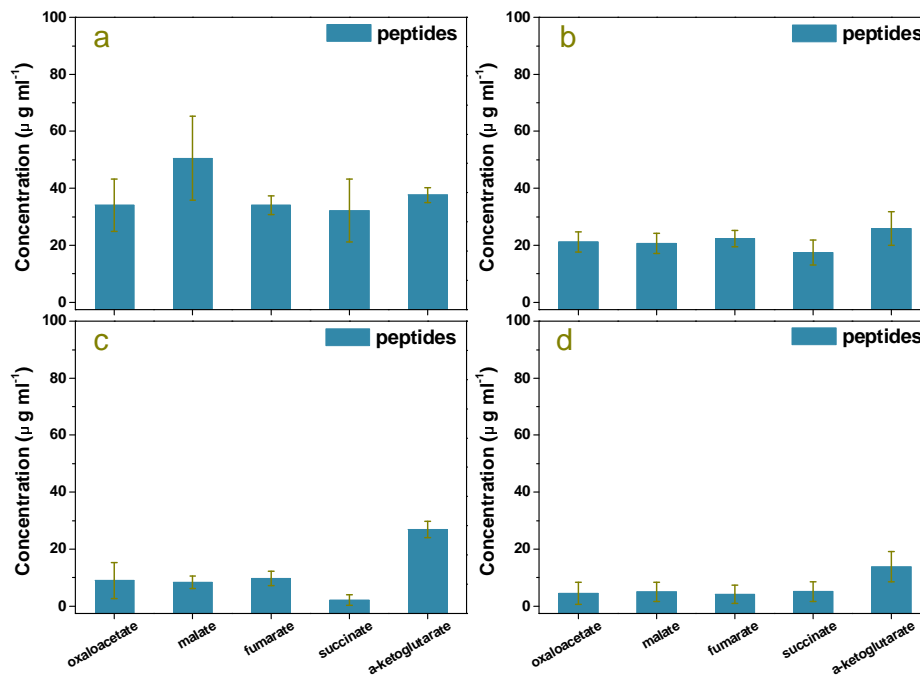 a
peptides
Concentration (μ g ml-1)
100
80
60
40
20
0
b
peptides
Concentration (μ g ml-1)
100
80
60
40
20
0
c
peptides
Concentration (μ g ml-1)
100
80
60
40
20
0
oxaloacetate
malate
fumarate
succinate
a-ketoglutarate
d
peptides
Concentration (μ g ml-1)
100
80
60
40
20
0
oxaloacetate
malate
fumarate
succinate
a-ketoglutarate